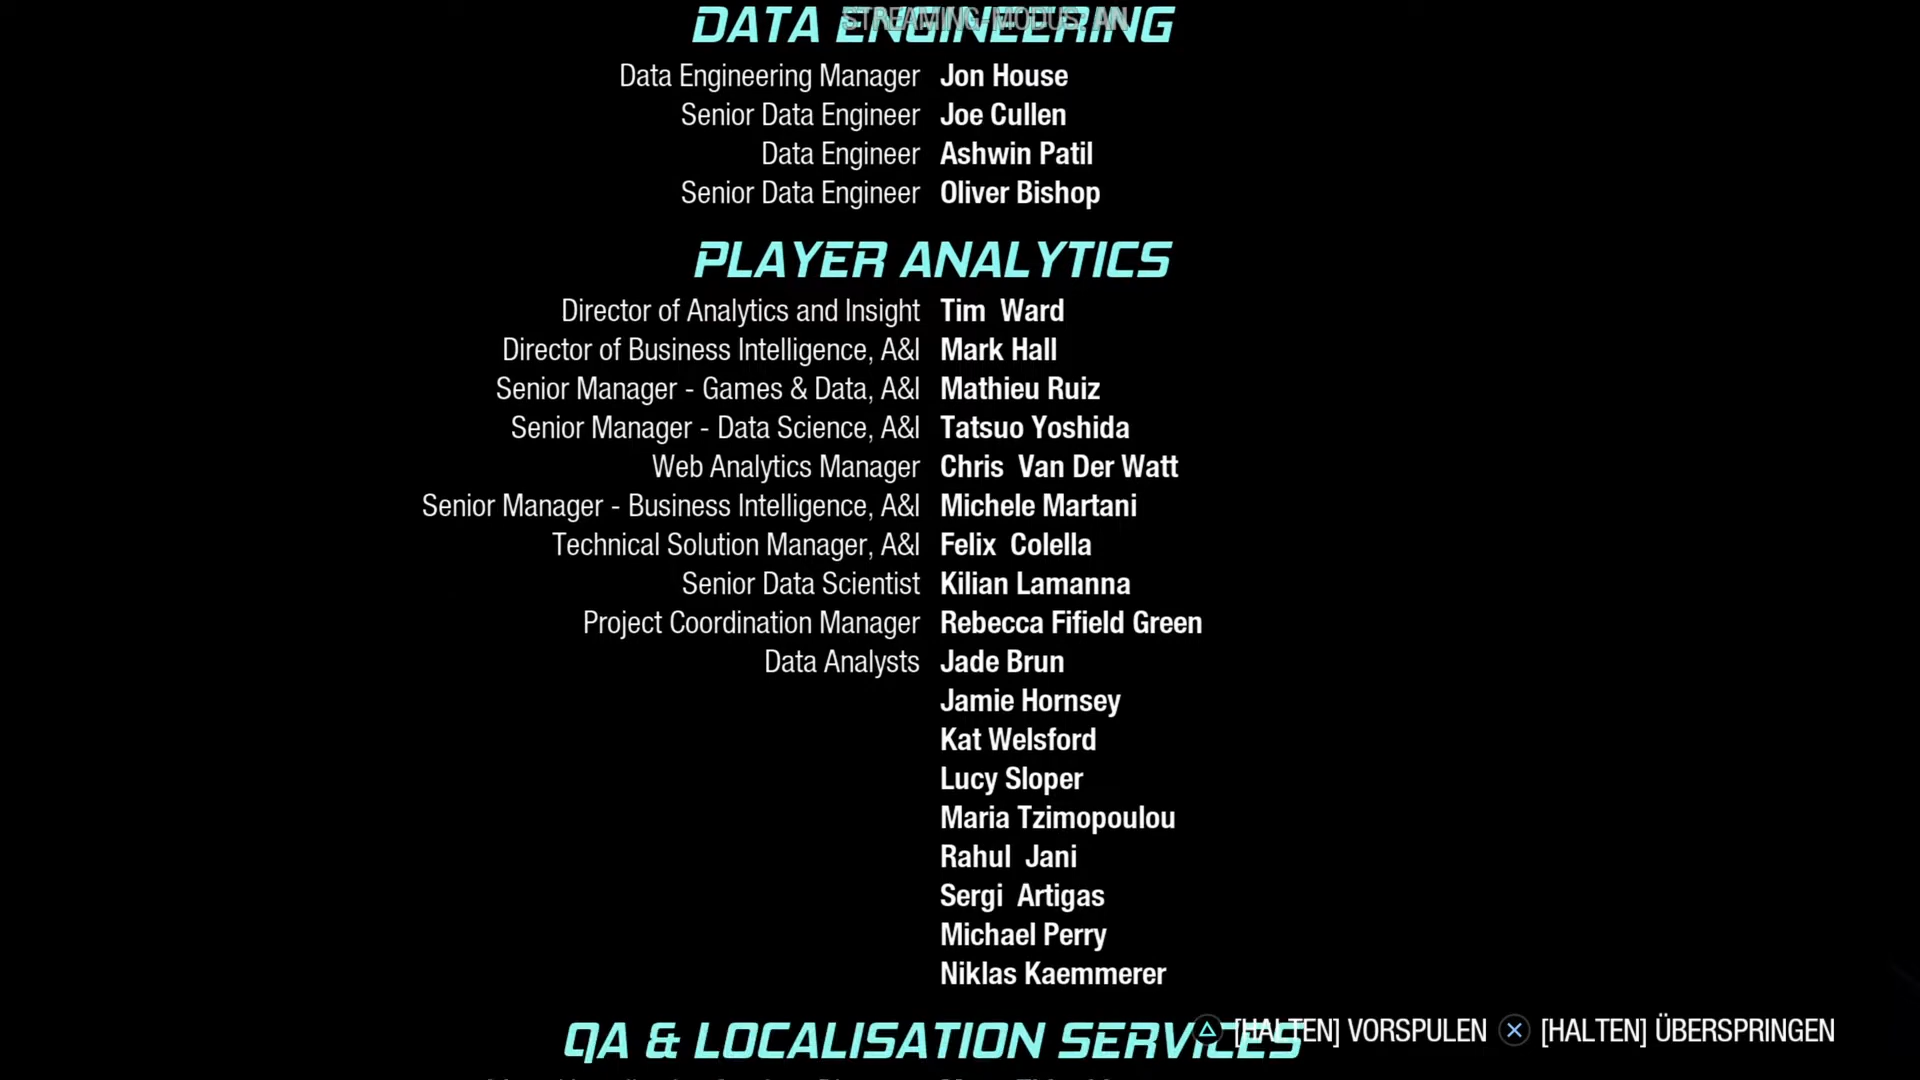 DATA ENGINEERING
STREAMING-MODUS: AN
Data Engineering Manager Jon House
Senior Data Engineer Joe Cullen
Data Engineer Ashwin Patil
Senior Data Engineer Oliver Bishop
PLAYER ANALYTICS
Director of Analytics and Insight Tim Ward
Director of Business Intelligence, A&I Mark Hall
Senior Manager - Games & Data, A&I Mathieu Ruiz
Senior Manager - Data Science, A&I Tatsuo Yoshida
Web Analytics Manager Chris Van Der Watt
Senior Manager - Business Intelligence, A&I Michele Martani
Technical Solution Manager, A&I Felix Colella
Senior Data Scientist Kilian Lamanna
Project Coordination Manager Rebecca Fifield Green
Data Analysts Jade Brun
Jamie Hornsey
Kat Welsford
Lucy Sloper
Maria Tzimopoulou
Rahul Jani
Sergi Artigas
Michael Perry
Niklas Kaemmerer
QA & LOCALISATION SERVICES
[HALTEN] VORSPULEN [HALTEN] ÜBERSPRINGEN